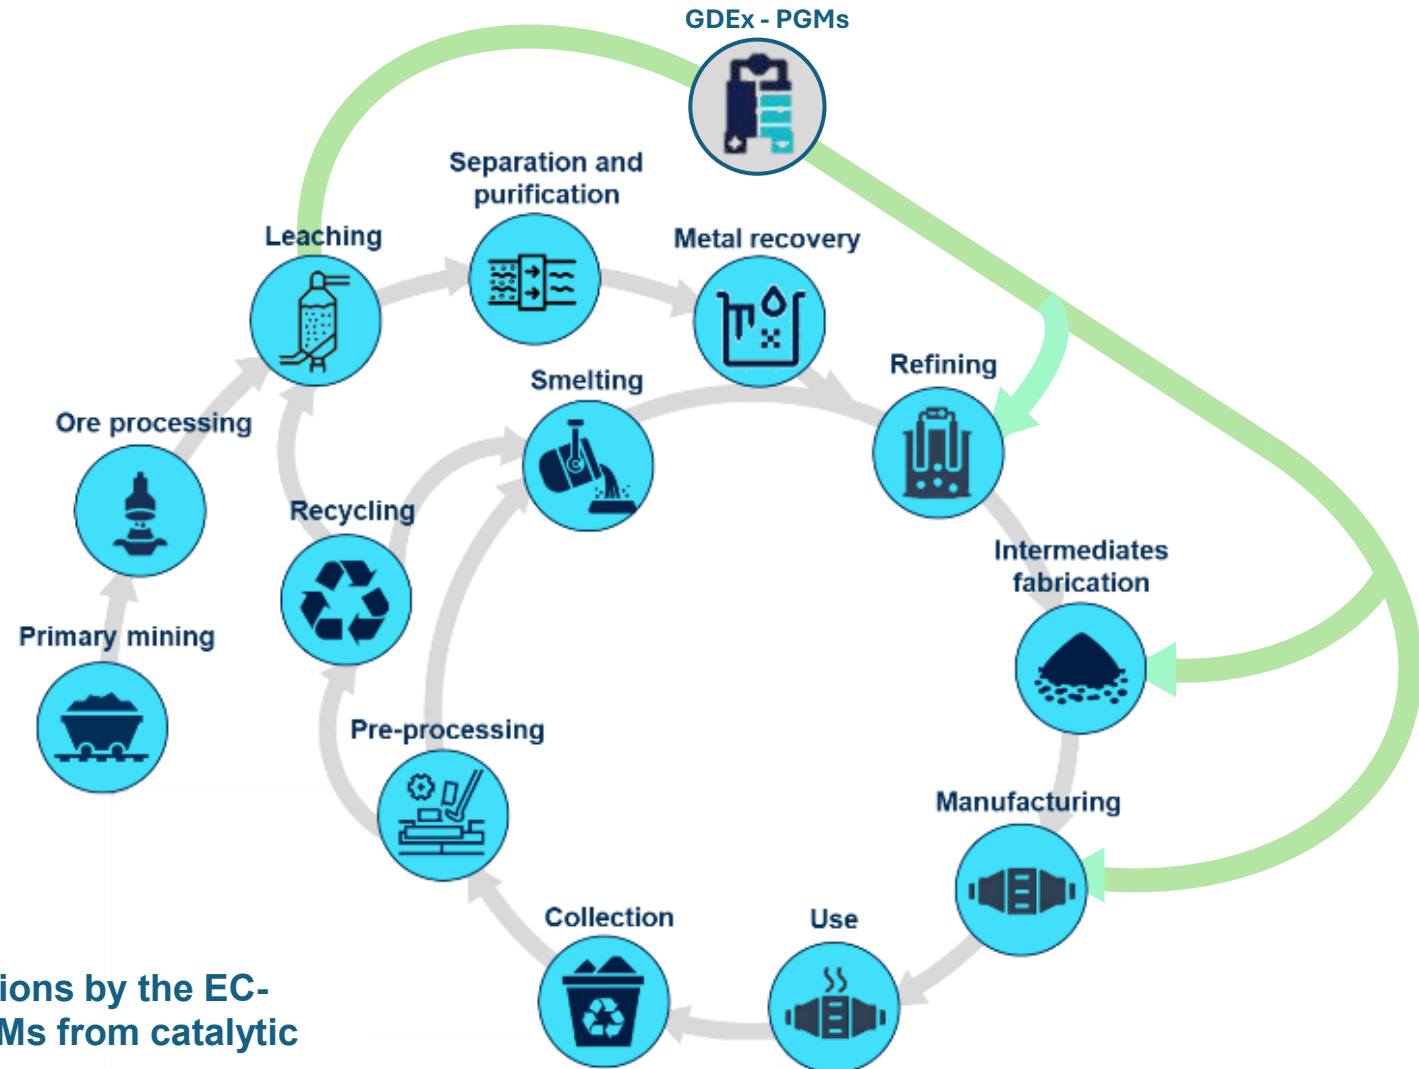 GDEx - PGMs
Separation and
purification
Leaching
Metal recovery
Smelting
Refining
Ore processing
Recycling
Intermediates
fabrication
Primary mining
Pre-processing
Manufacturing
Collection
Use
ions by the EC-
Ms from catalytic